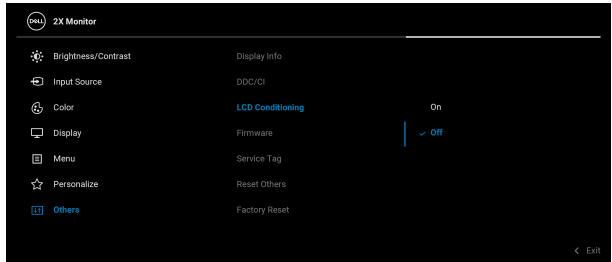 DELL 2X Monitor
Brightness/Contrast Display Info
Input Source DDC/CI
Color LCD Conditioning On
Display Firmware Off
Menu Service Tag
Personalize Reset Others
Others Factory Reset
Exit